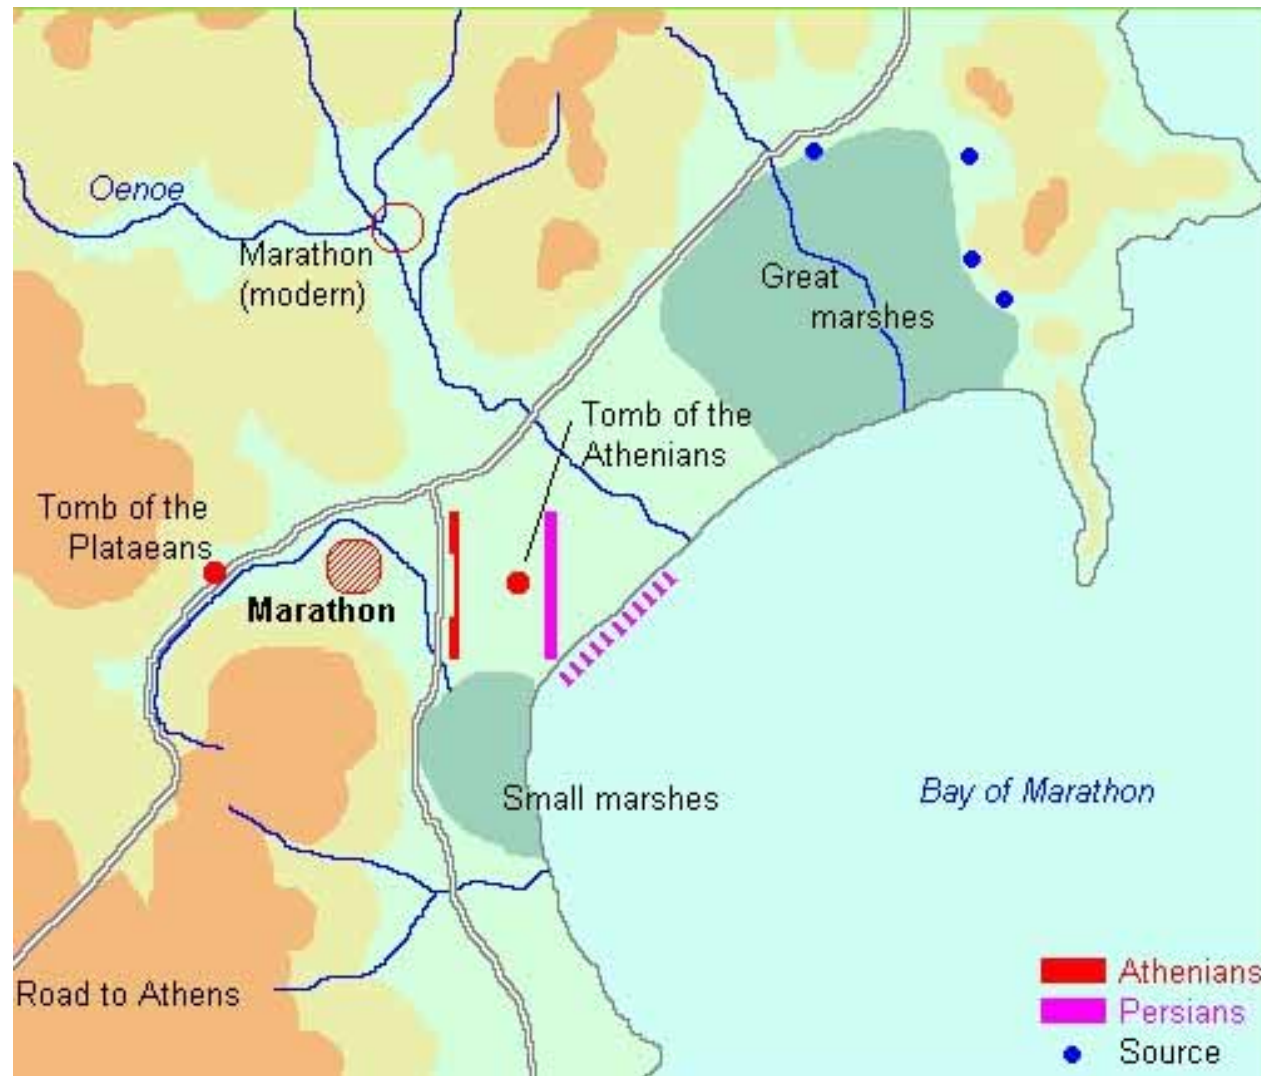 Oenoe
Marathon
(modern)
Great
marshes
Tomb of the
Athenians
Tomb of the
Plataeans
Marathon
Small marshes
Bay of Marathon
Road to Athens
Athenians
Persians
Source